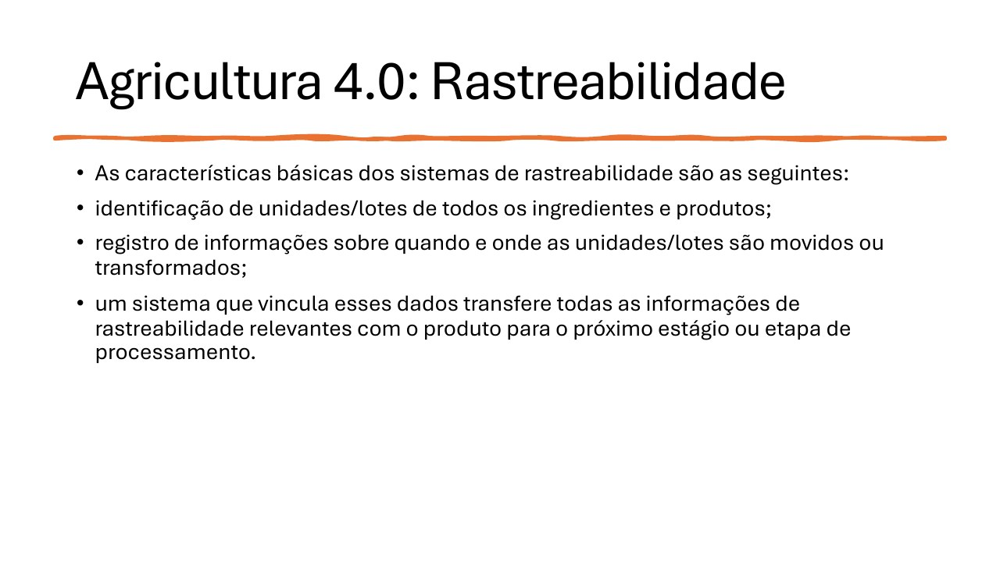 Agricultura 4.0: Rastreabilidade
• As características básicas dos sistemas de rastreabilidade são as seguintes:
• identificação de unidades/lotes de todos os ingredientes e produtos;
• registro de informações sobre quando e onde as unidades/lotes são movidos ou
transformados;
• um sistema que vincula esses dados transfere todas as informações de
rastreabilidade relevantes com o produto para o próximo estágio ou etapa de
processamento.